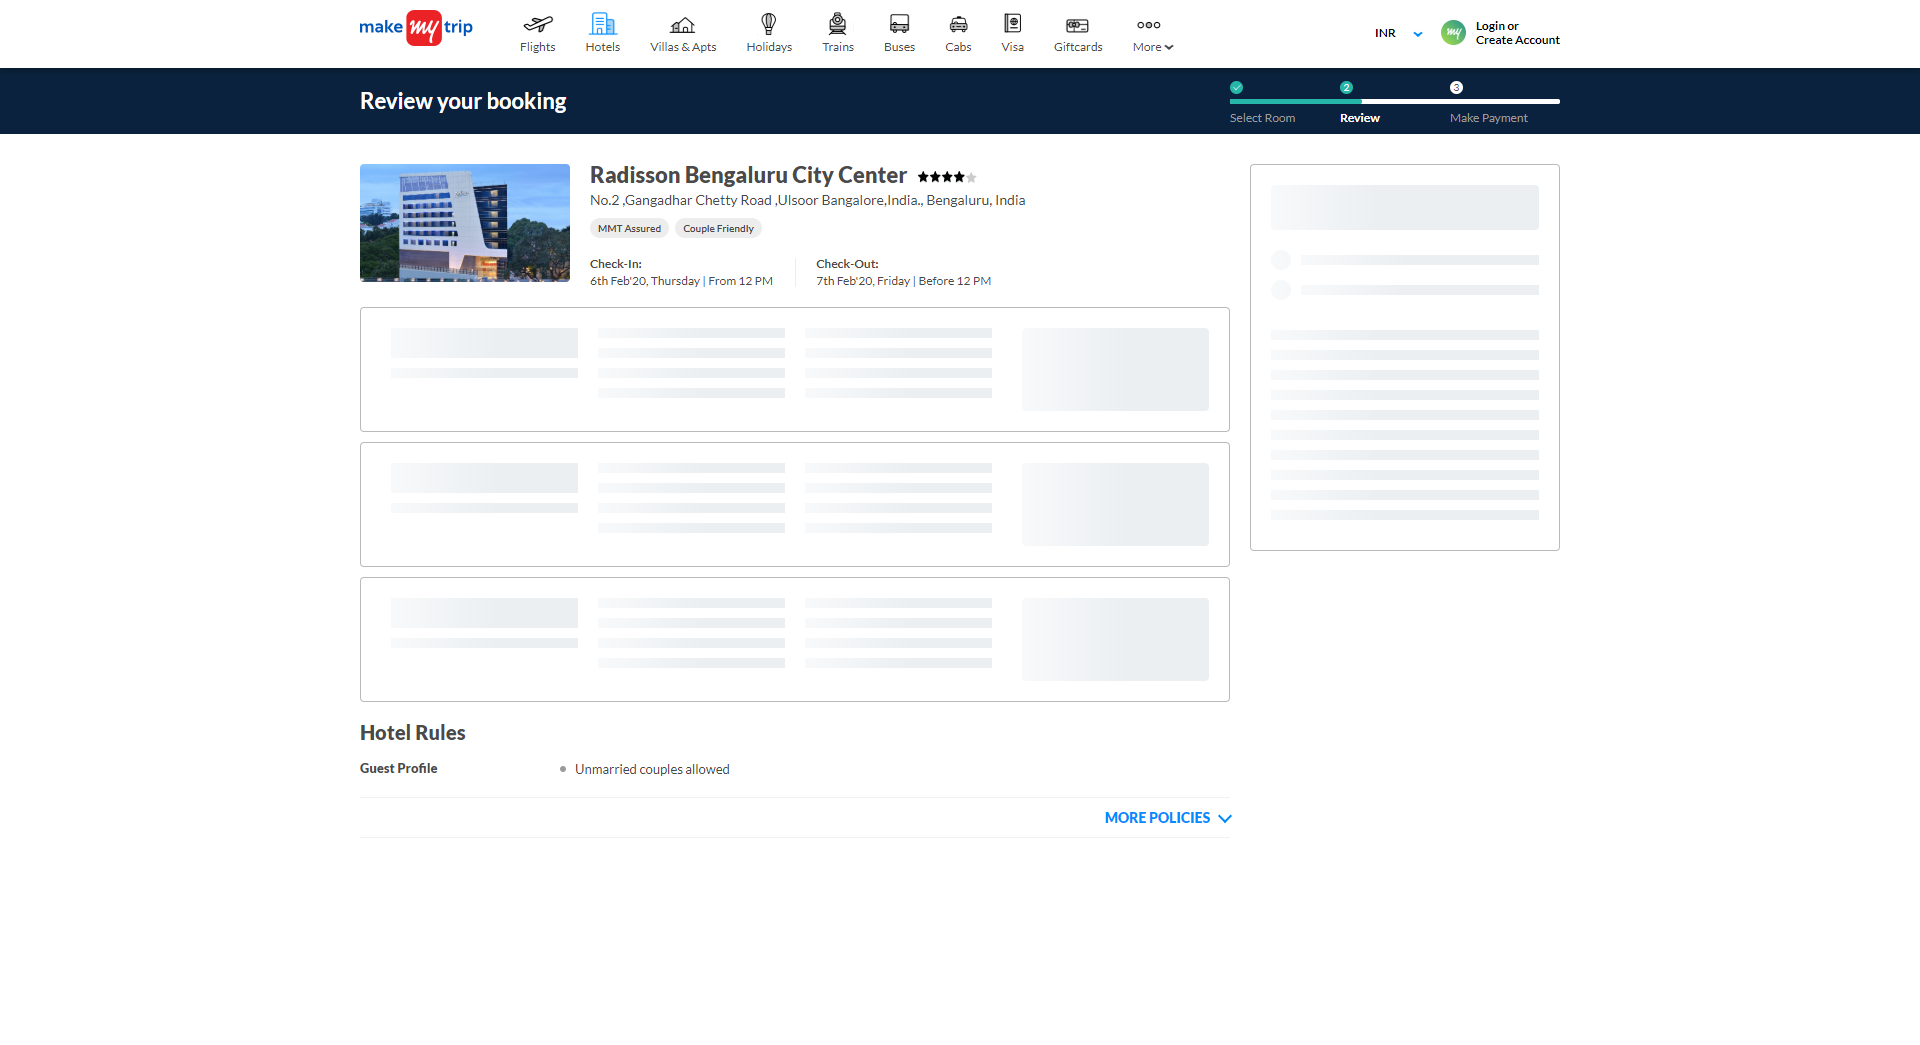 make my trip
Flights
Hotels
Villas & Apts
Holidays
Trains
Buses
Cabs
Visa
Giftcards
More
INR
my
Login or
Create Account
Review your booking
2
3
Select Room
Review
Make Payment
Radisson Bengaluru City Center
No.2 ,Gangadhar Chetty Road ,Ulsoor Bangalore,India., Bengaluru, India
MMT Assured
Couple Friendly
Check-In:
6th Feb'20, Thursday | From 12 PM
Check-Out:
7th Feb'20, Friday | Before 12 PM
Hotel Rules
Guest Profile
Unmarried couples allowed
MORE POLICIES